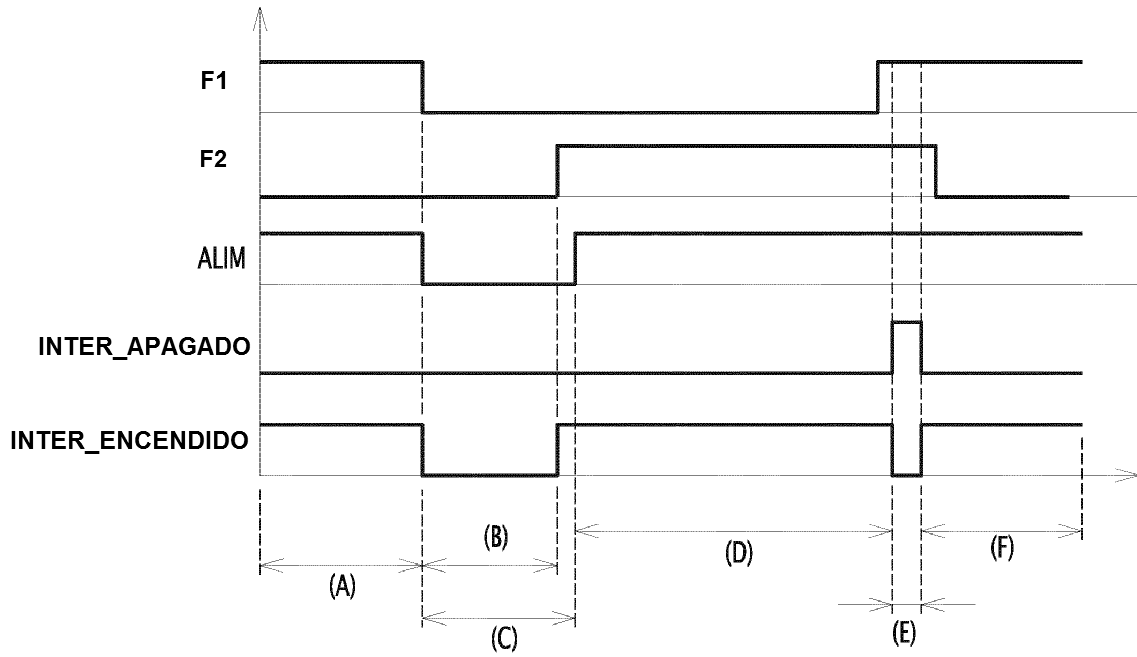 F1
F2
ALIM
INTER_APAGADO
INTER_ENCENDIDO
(A)
(B)
(C)
(D)
(E)
(F)